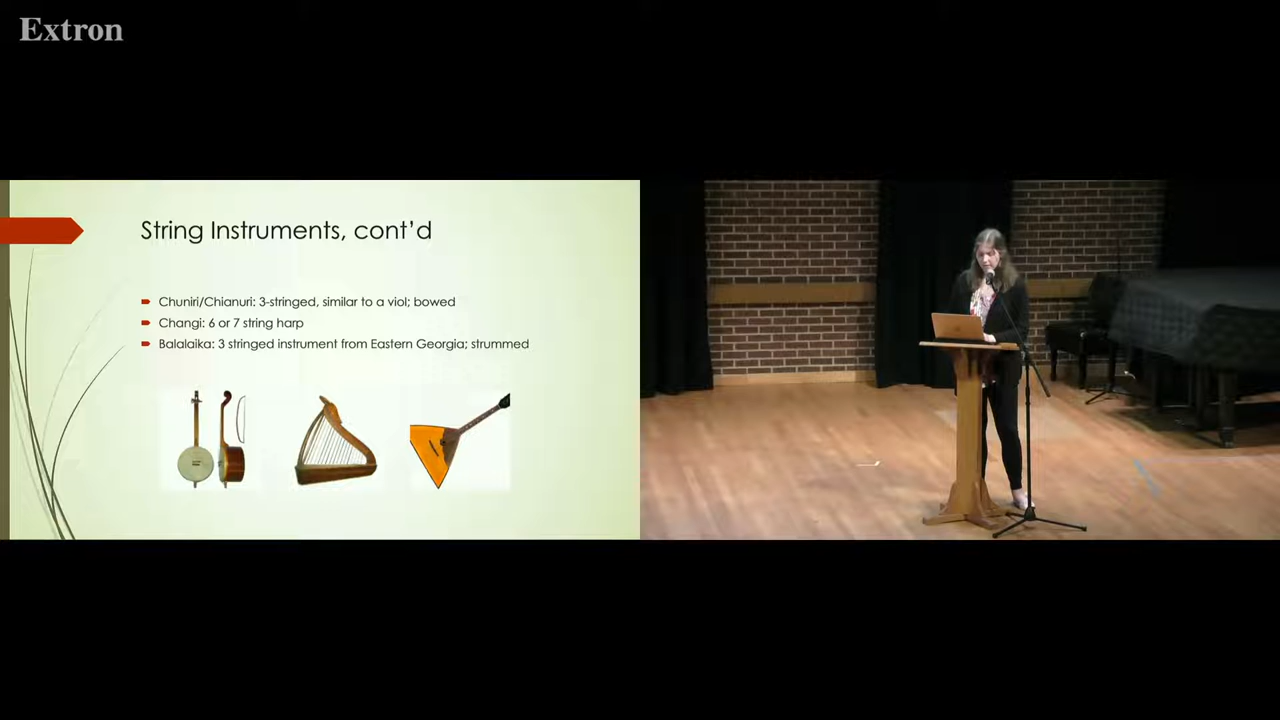 Extron
String Instruments, cont'd
Chuniri/Chianuri: 3-stringed, similar to a viol; bowed
Changi: 6 or 7 string harp
Balalaika: 3 stringed instrument from Eastern Georgia; strummed